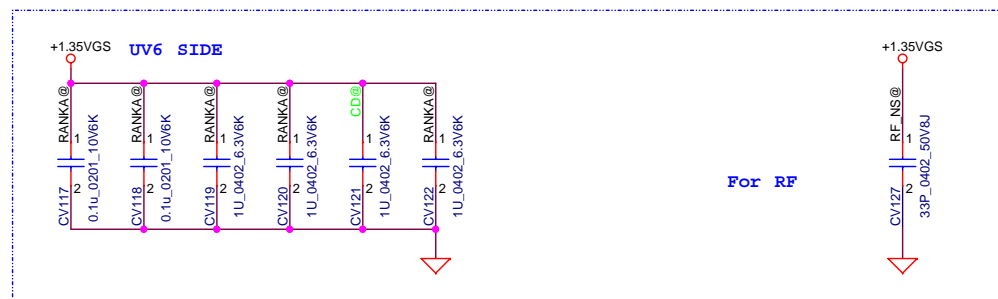 +1.35VGS
UV6 SIDE
+1.35VGS
RANKA@
RANKA@
RANKA@
RANKA@
CD@
RANKA@
RF_NS@
1
1
1
1
1
1
1
2
2
2
2
2
2
2
CV117
0.1u_0201_10V6K
CV118
0.1u_0201_10V6K
CV119
1U_0402_6.3V6K
CV120
1U_0402_6.3V6K
CV121
1U_0402_6.3V6K
CV122
1U_0402_6.3V6K
For RF
CV127
33P_0402_50V8J